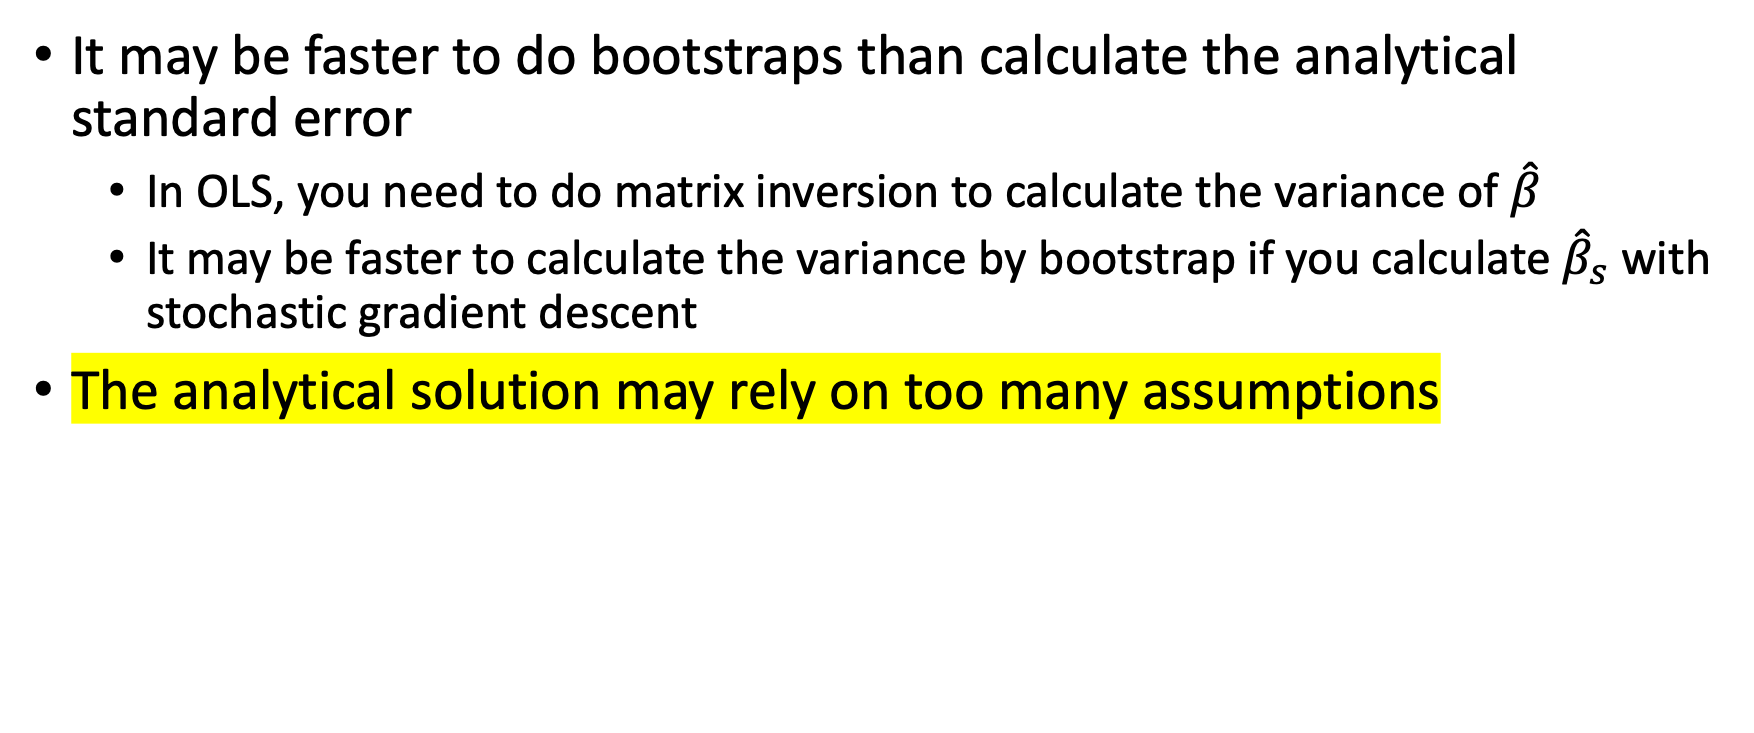 • It may be faster to do bootstraps than calculate the analytical
standard error
• In OLS, you need to do matrix inversion to calculate the variance of β̂
• It may be faster to calculate the variance by bootstrap if you calculate β̂ₛ with
stochastic gradient descent
• The analytical solution may rely on too many assumptions